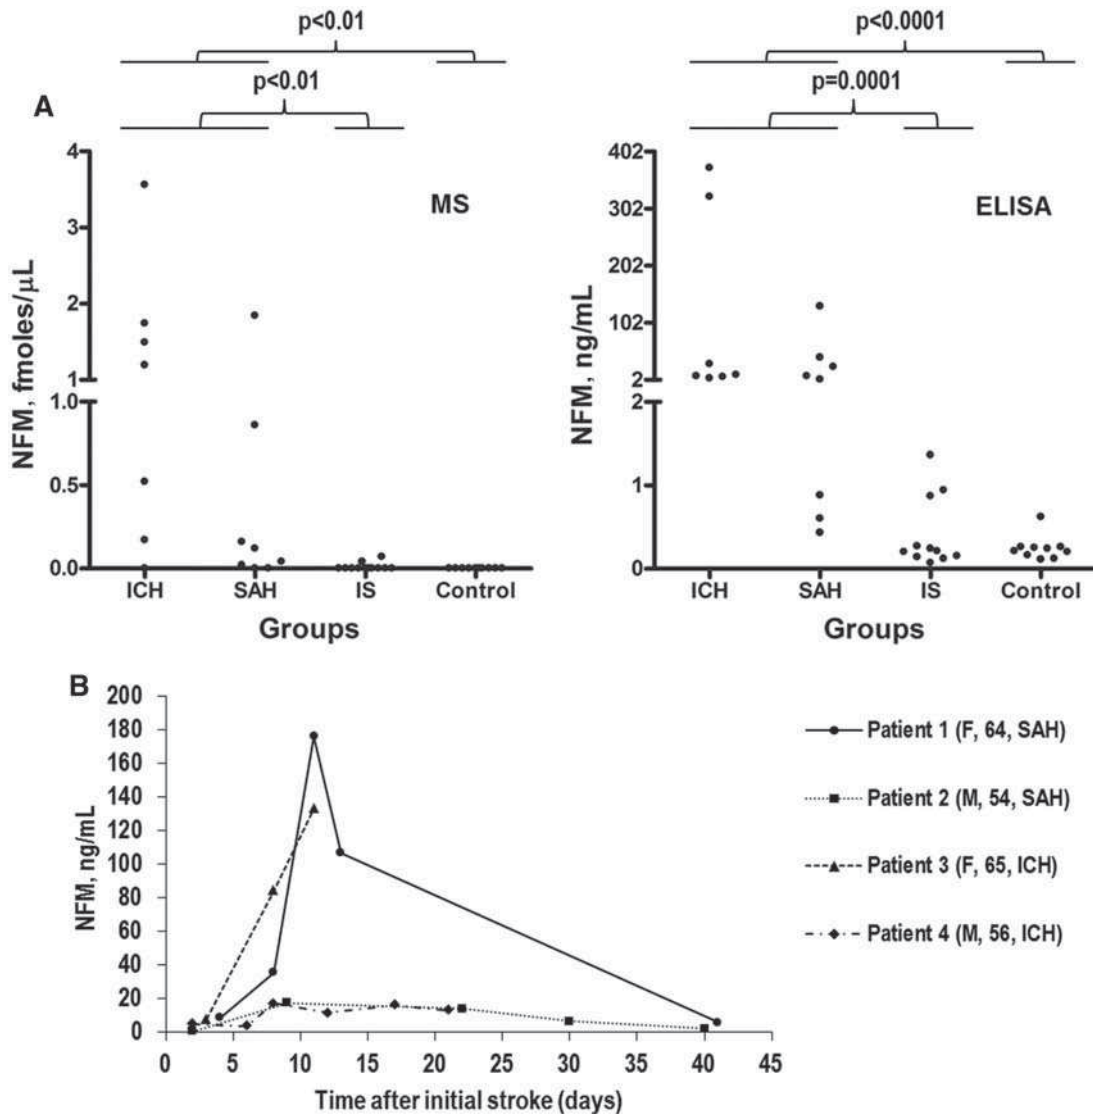 p<0.01
p<0.01
A
4
3
2
1
1.0
0.5
0.0
NFM, fmoles/μL
MS
ICH SAH IS Control
Groups
p<0.0001
p=0.0001
402
302
202
102
2
2
1
0
NFM, ng/mL
ELISA
ICH SAH IS Control
Groups
B
200
180
160
140
120
100
80
60
40
20
0
NFM, ng/mL
0 5 10 15 20 25 30 35 40 45
Time after initial stroke (days)
Patient 1 (F, 64, SAH)
Patient 2 (M, 54, SAH)
Patient 3 (F, 65, ICH)
Patient 4 (M, 56, ICH)